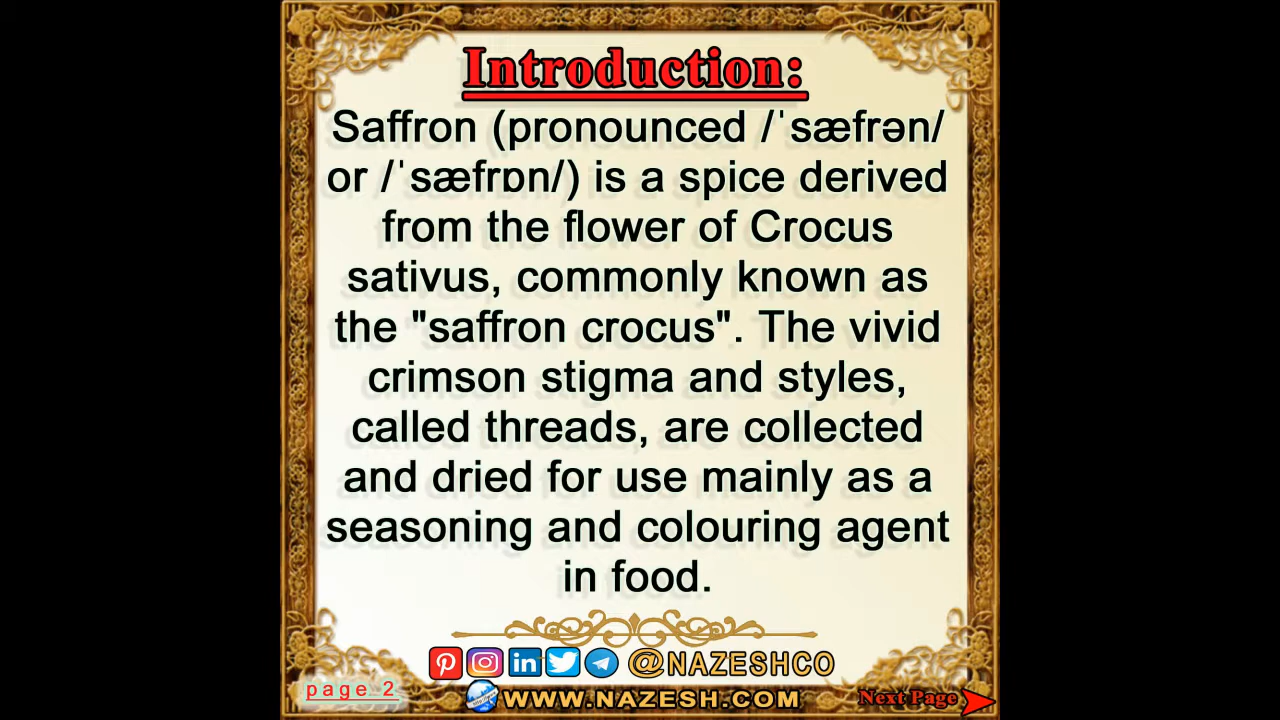 Introduction:
Saffron (pronounced /ˈsæfrən/
or /ˈsæfrɒn/) is a spice derived
from the flower of Crocus
sativus, commonly known as
the "saffron crocus". The vivid
crimson stigma and styles,
called threads, are collected
and dried for use mainly as a
seasoning and colouring agent
in food.
@NAZESHCO
page 2
WWW.NAZESH.COM
Next Page